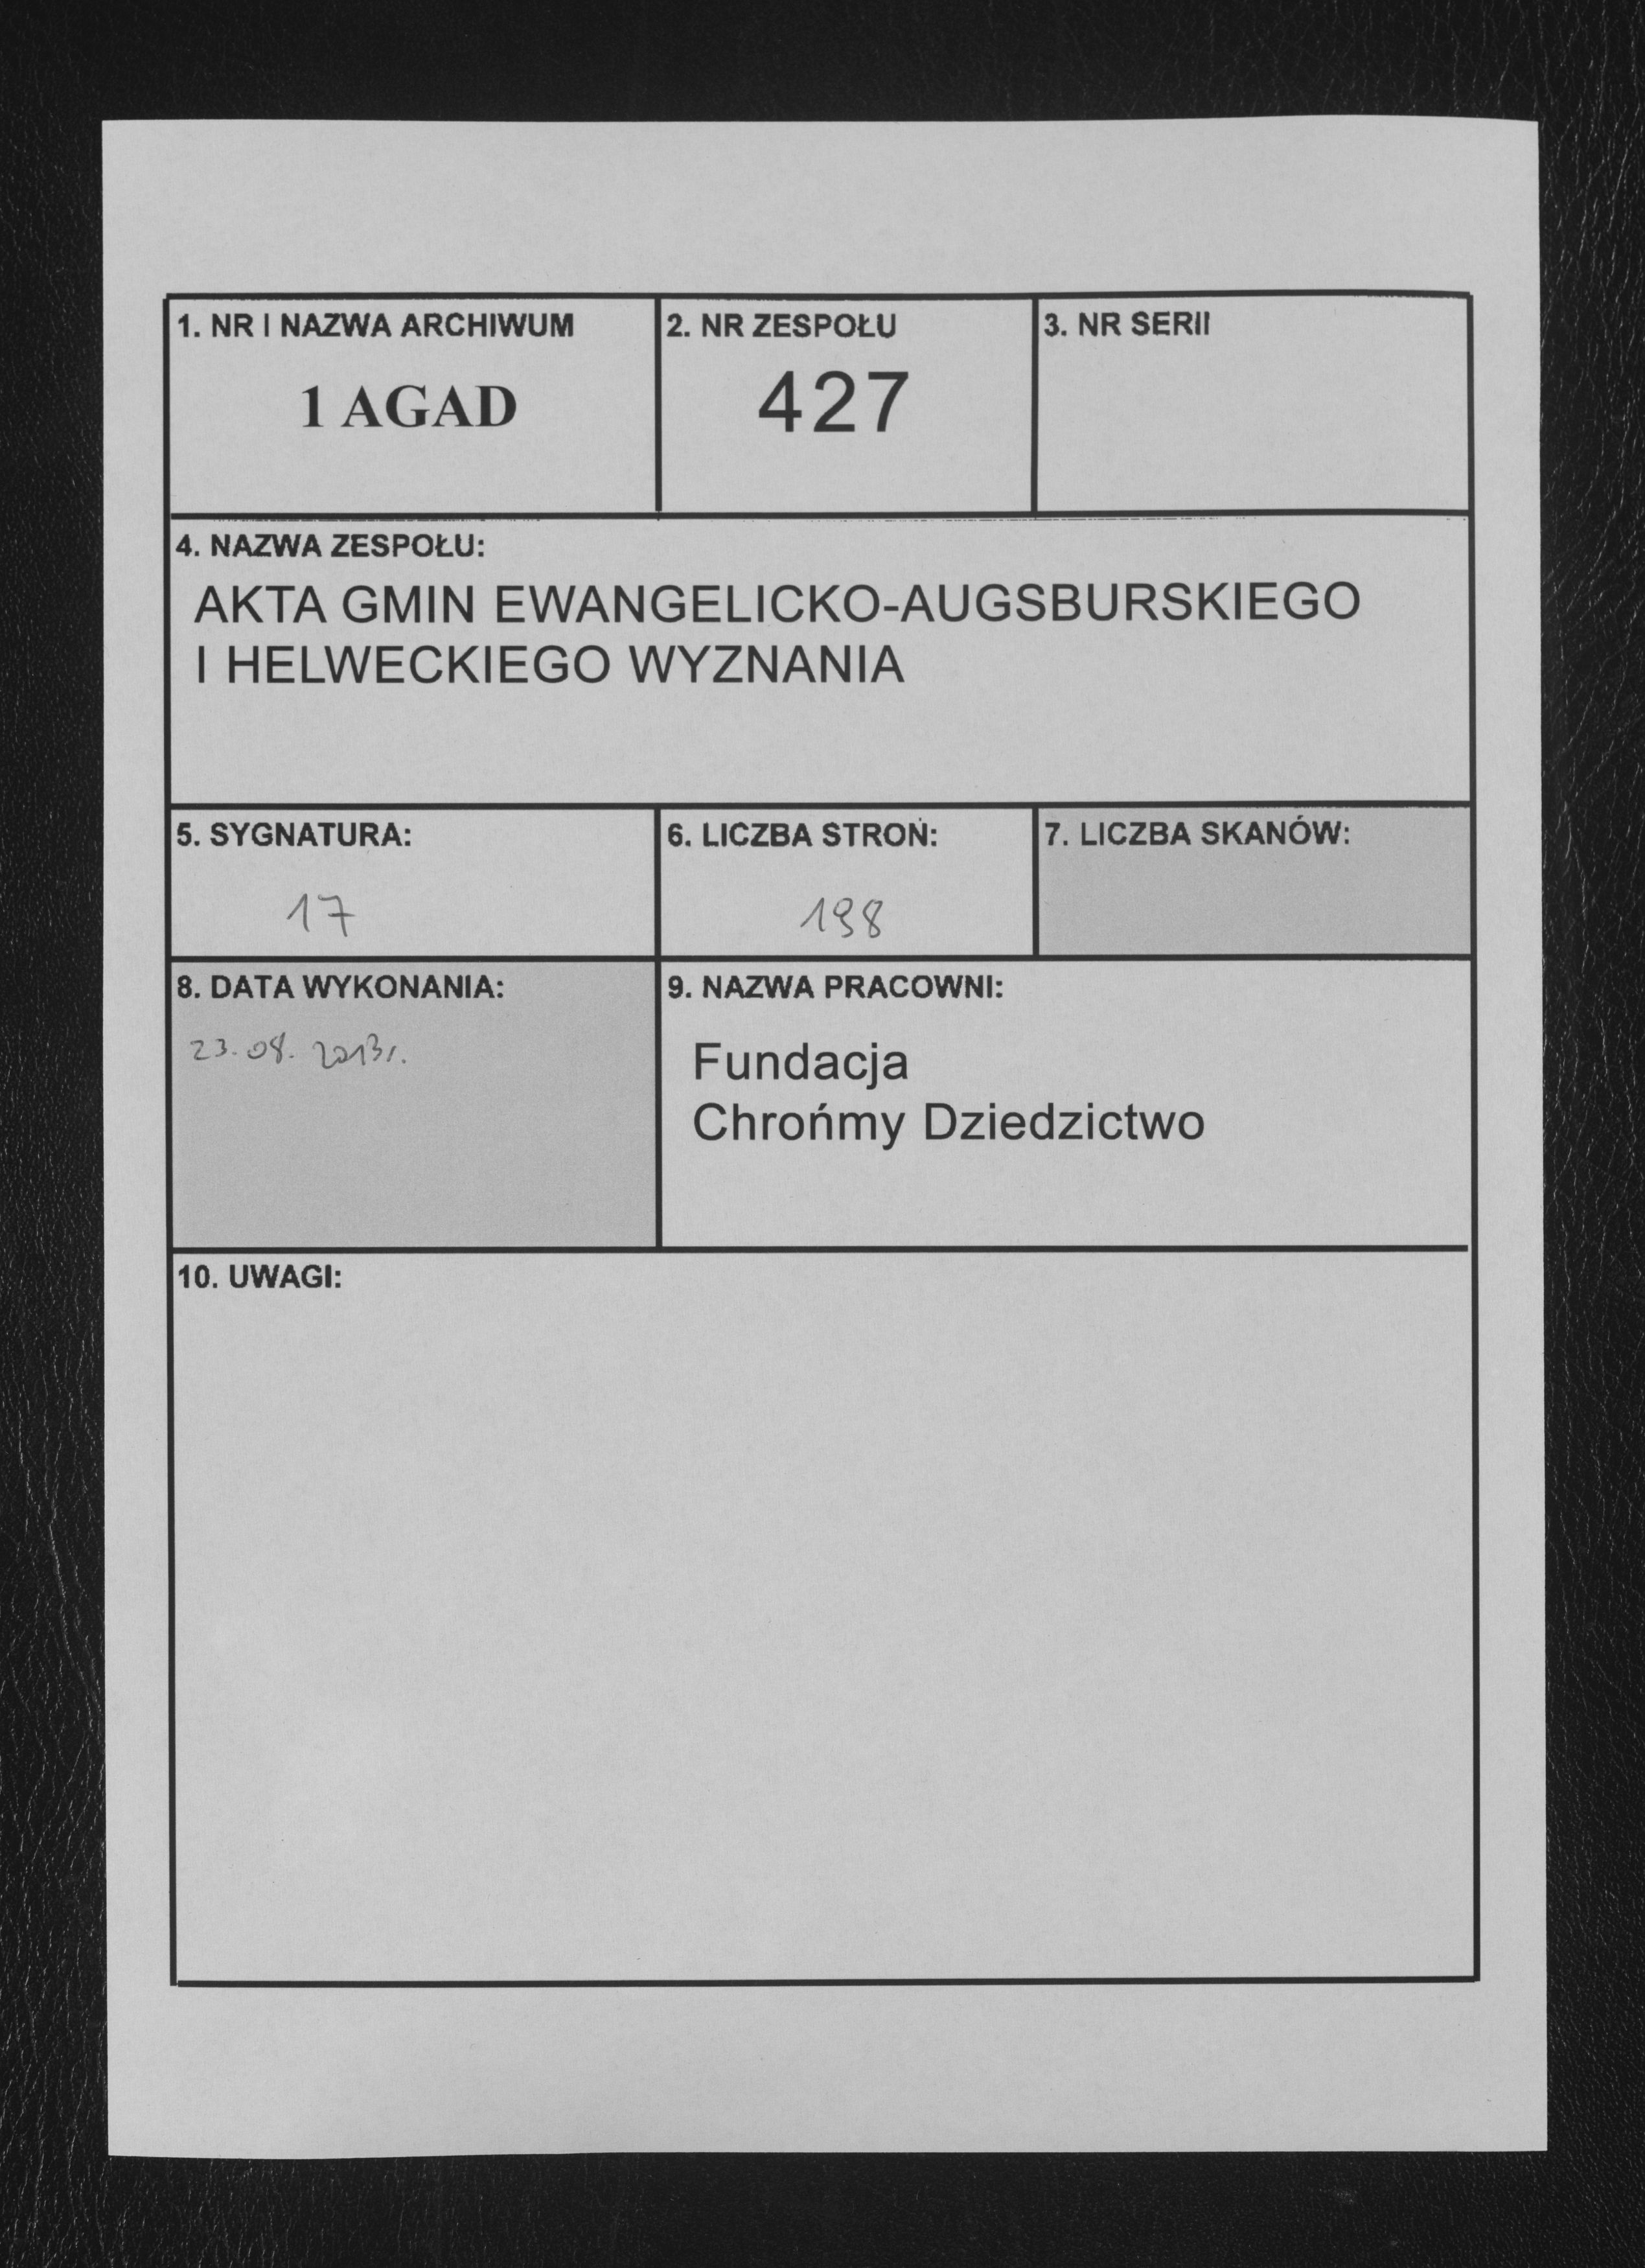 1. NR I NAZWA ARCHIWUM
1 AGAD
2. NR ZESPOŁU
427
3. NR SERII
4. NAZWA ZESPOŁU:
AKTA GMIN EWANGELICKO-AUGSBURSKIEGO
I HELWECKIEGO WYZNANIA
5. SYGNATURA:
17
6. LICZBA STRON:
198
7. LICZBA SKANÓW:
8. DATA WYKONANIA:
23.08.2013r.
9. NAZWA PRACOWNI:
Fundacja
Chrońmy Dziedzictwo
10. UWAGI: